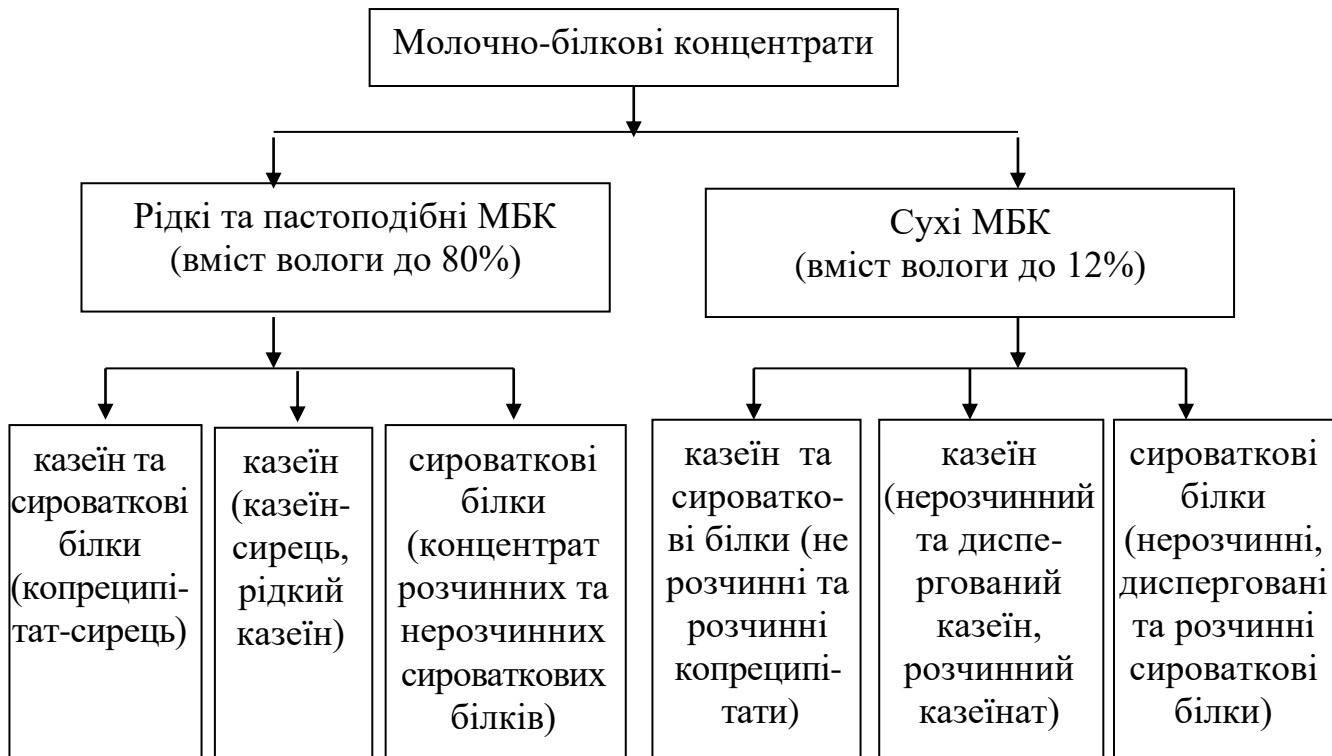 Молочно-білкові концентрати
Рідкі та пастоподібні МБК
(вміст вологи до 80%)
Сухі МБК
(вміст вологи до 12%)
казеїн та
сироваткові
білки
(копреципі-
тат-сирець)
казеїн
(казеїн-
сирець,
рідкий
казеїн)
сироваткові
білки
(концентрат
розчинних та
нерозчинних
сироваткових
білків)
казеїн та
сироватко-
ві білки (не
розчинні та
розчинні
копреципі-
тати)
казеїн
(нерозчинний
та диспе-
ргований
казеїн,
розчинний
казеїнат)
сироваткові
білки
(нерозчинні,
диспергoвані
та розчинні
сироваткові
білки)